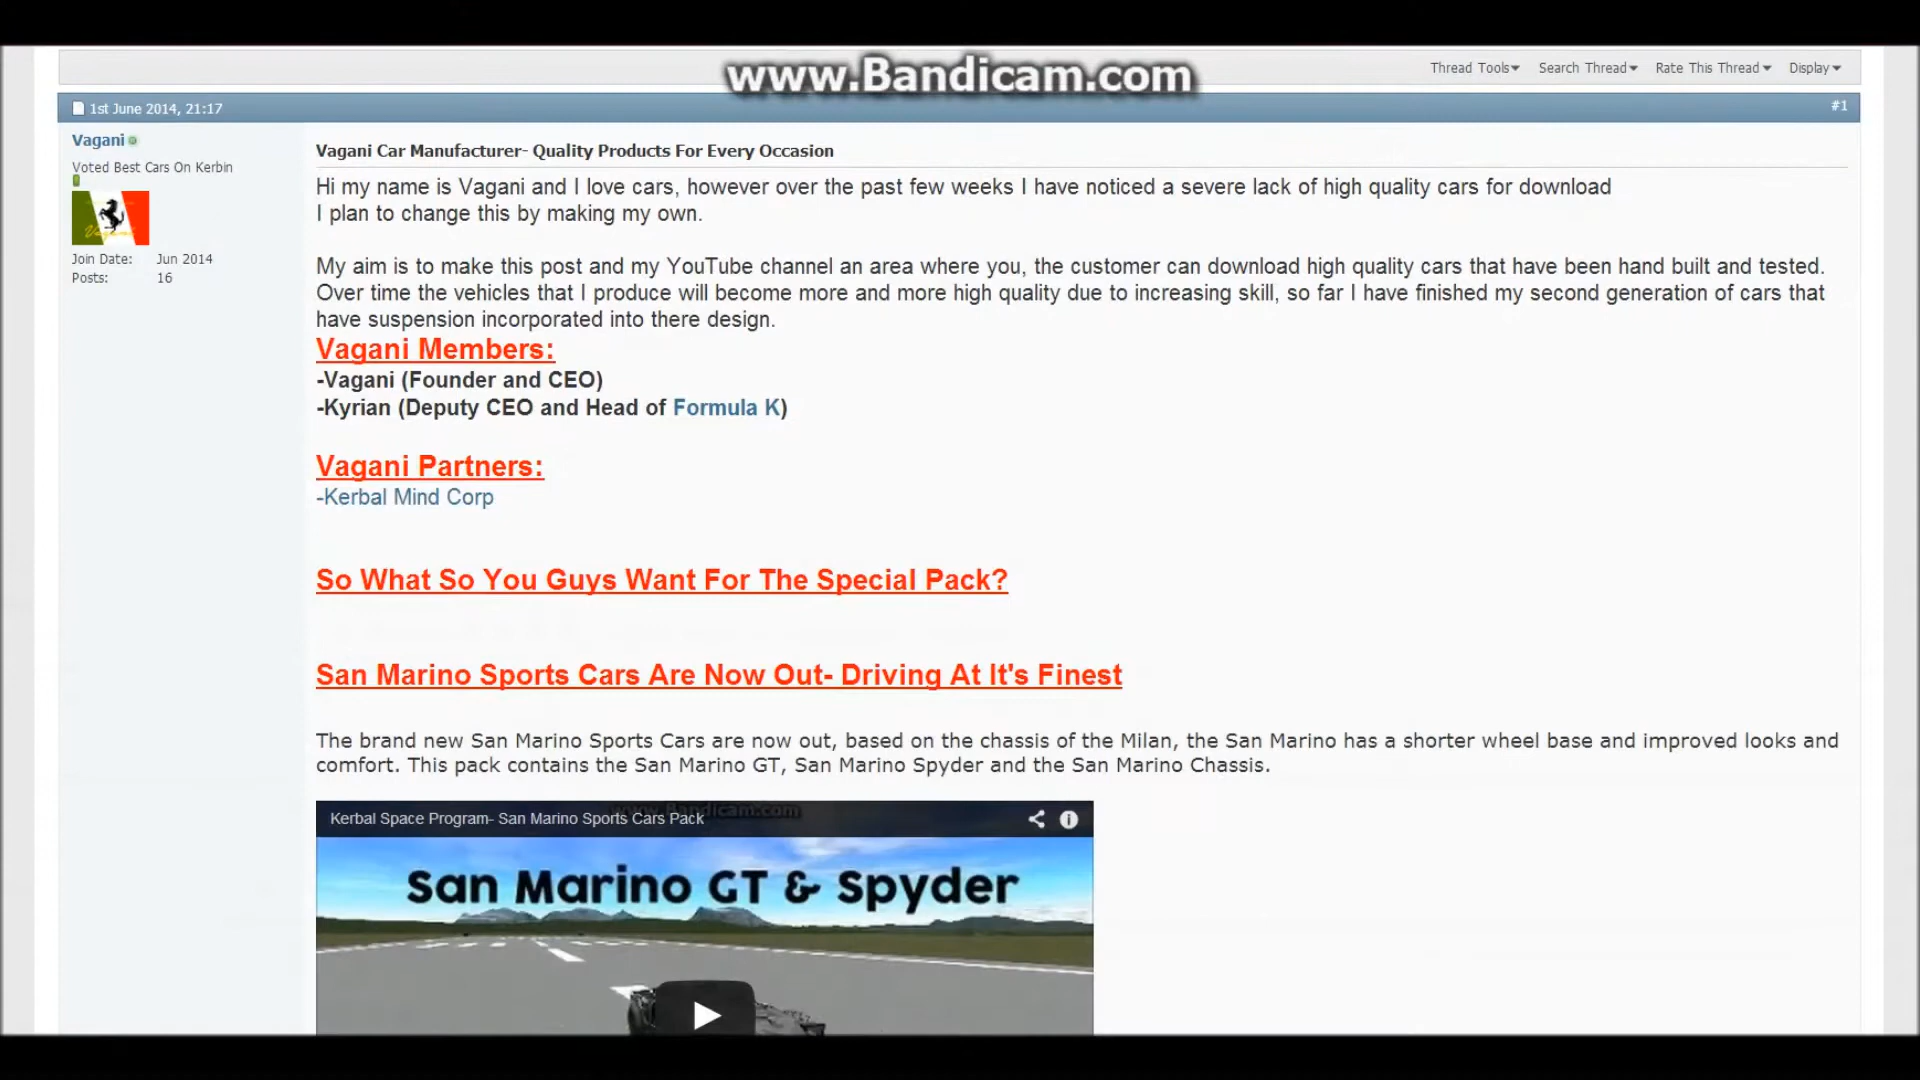 www.Bandicam.com
Thread Tools Search Thread Rate This Thread Display
1st June 2014, 21:17 #1
Vagani
Voted Best Cars On Kerbin
Vagani
Join Date: Jun 2014
Posts: 16
Vagani Car Manufacturer- Quality Products For Every Occasion
Hi my name is Vagani and I love cars, however over the past few weeks I have noticed a severe lack of high quality cars for download
I plan to change this by making my own.
My aim is to make this post and my YouTube channel an area where you, the customer can download high quality cars that have been hand built and tested.
Over time the vehicles that I produce will become more and more high quality due to increasing skill, so far I have finished my second generation of cars that
have suspension incorporated into there design.
Vagani Members:
-Vagani (Founder and CEO)
-Kyrian (Deputy CEO and Head of Formula K)
Vagani Partners:
-Kerbal Mind Corp
So What So You Guys Want For The Special Pack?
San Marino Sports Cars Are Now Out- Driving At It's Finest
The brand new San Marino Sports Cars are now out, based on the chassis of the Milan, the San Marino has a shorter wheel base and improved looks and
comfort. This pack contains the San Marino GT, San Marino Spyder and the San Marino Chassis.
www.Bandicam.com
Kerbal Space Program- San Marino Sports Cars Pack
San Marino GT & Spyder